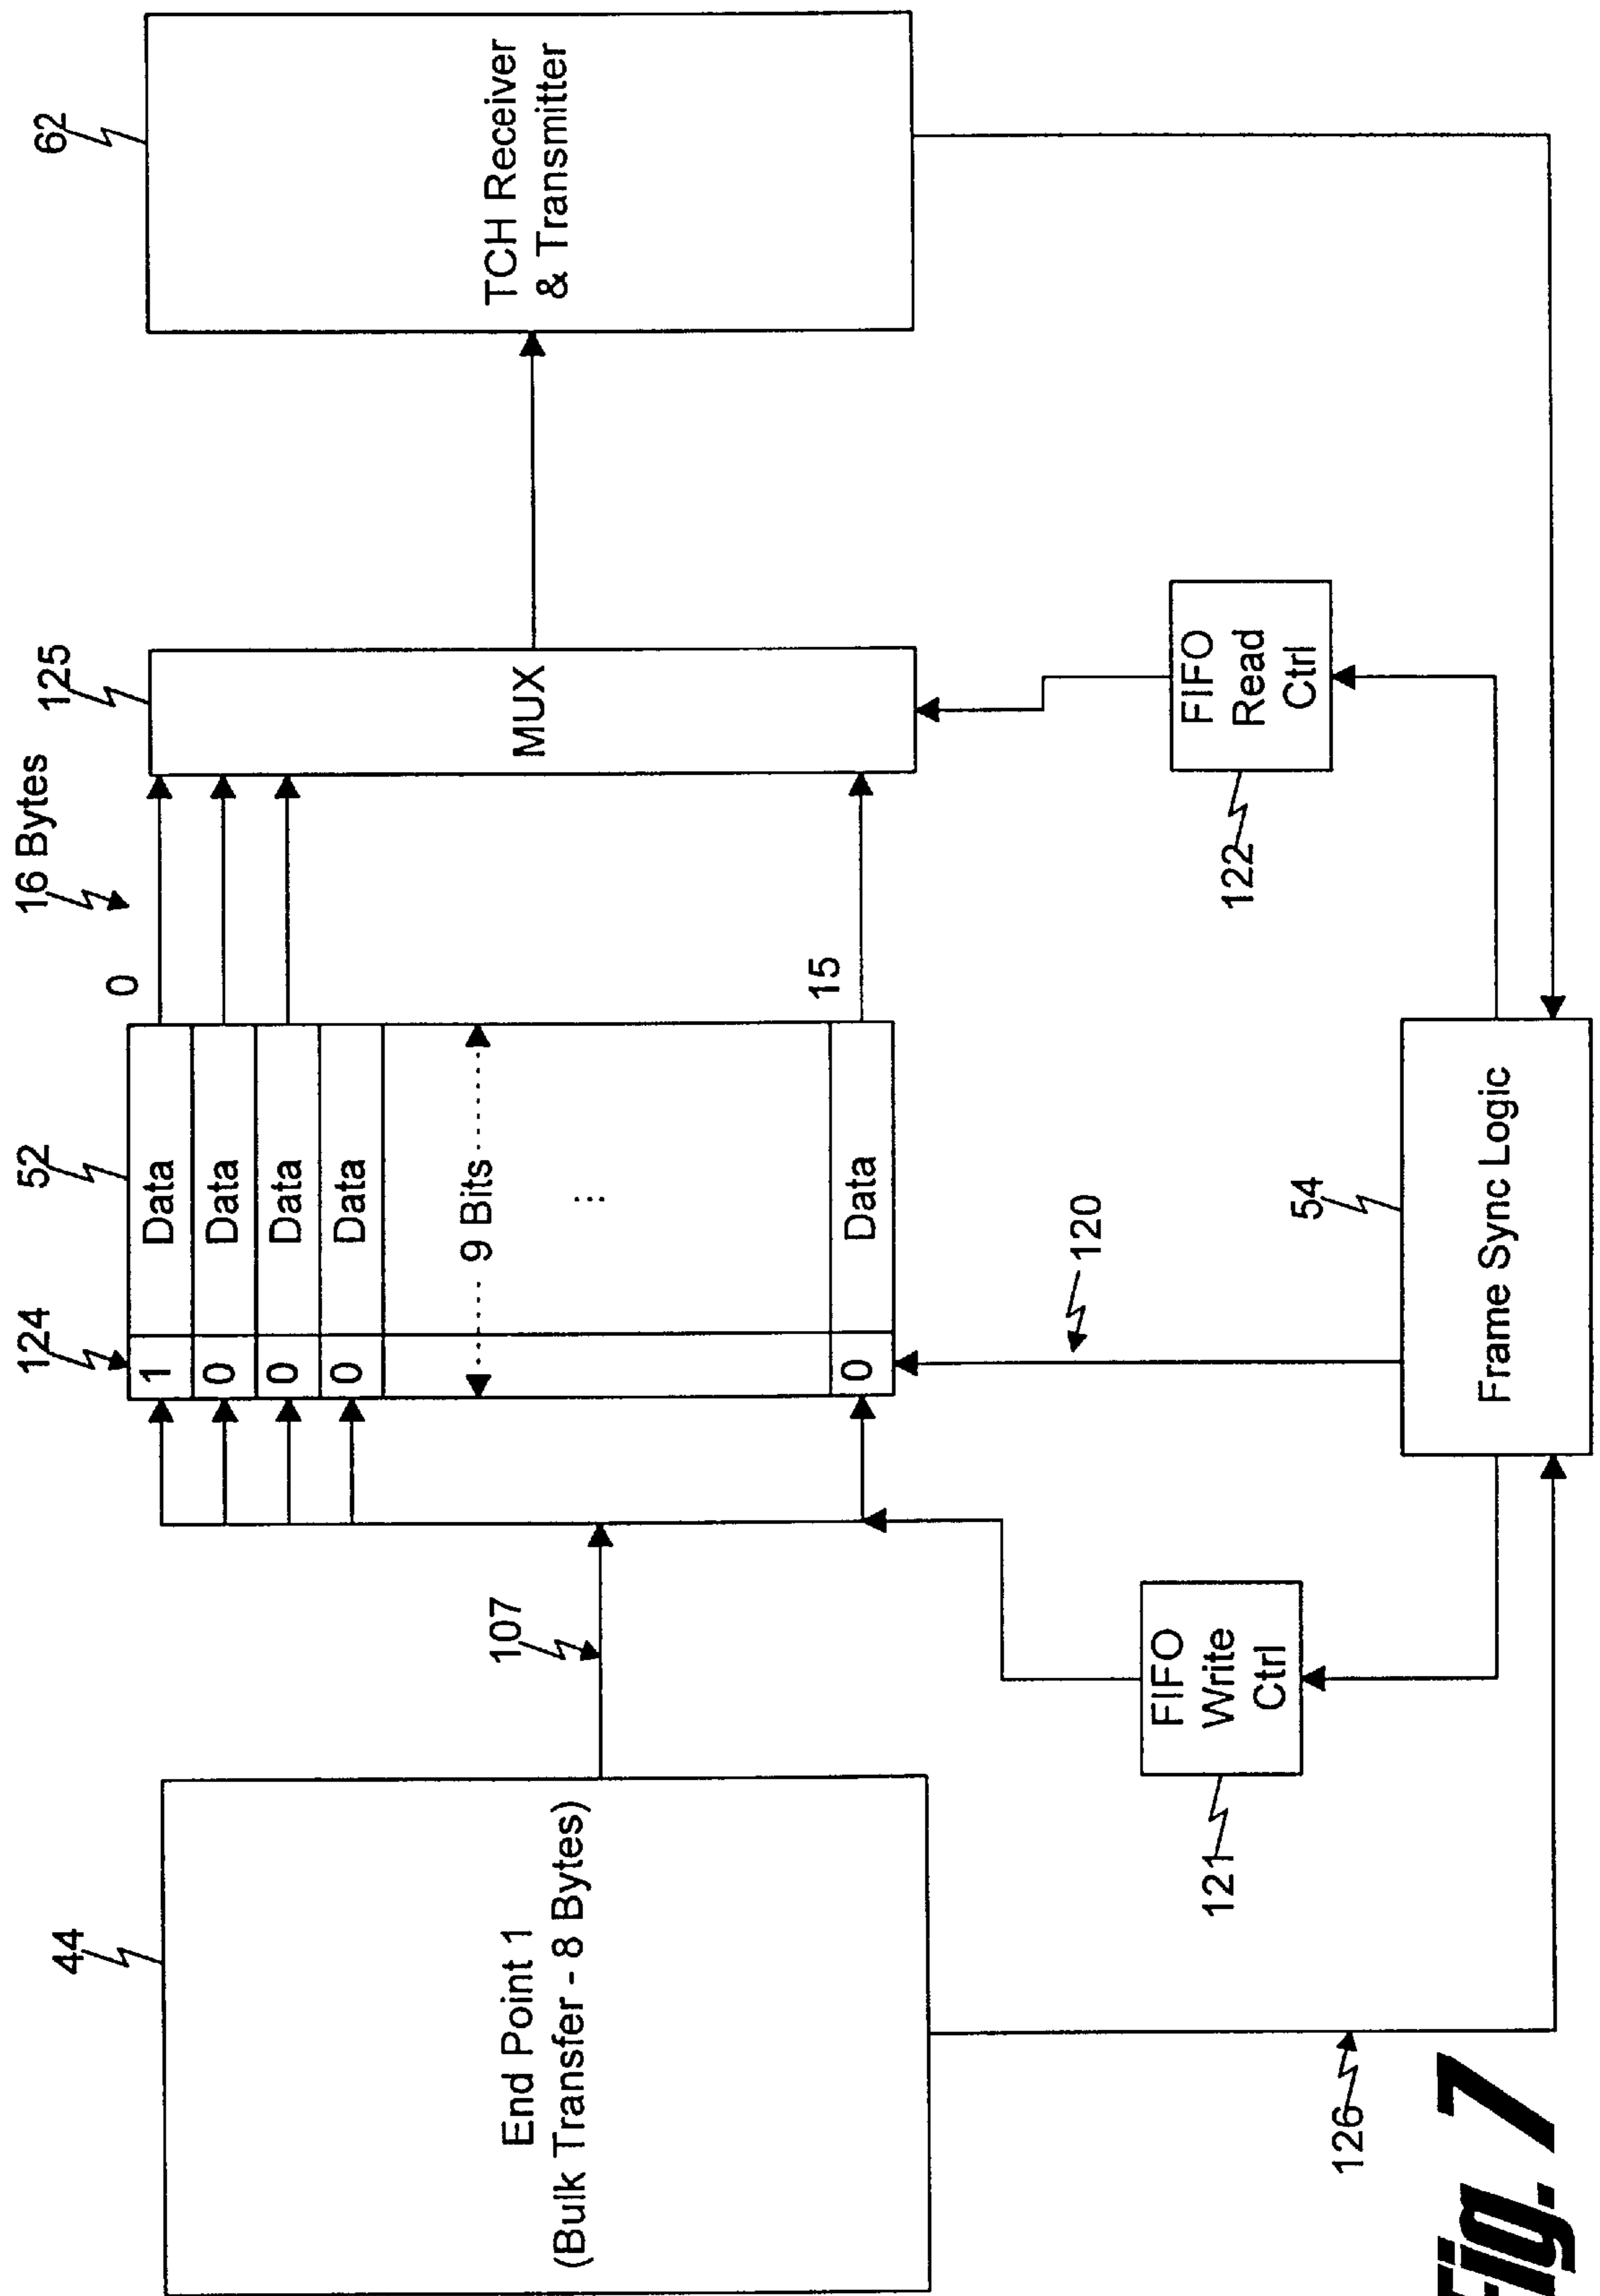 44
End Point 1
(Bulk Transfer - 8 Bytes)
107
124
52
1 Data
0 Data
0 Data
0 Data
9 Bits
...
0 Data
0
15
16 Bytes
125
MUX
62
TCH Receiver
& Transmitter
121
FIFO
Write
Ctrl
120
122
FIFO
Read
Ctrl
126
54
Frame Sync Logic
Fig. 7